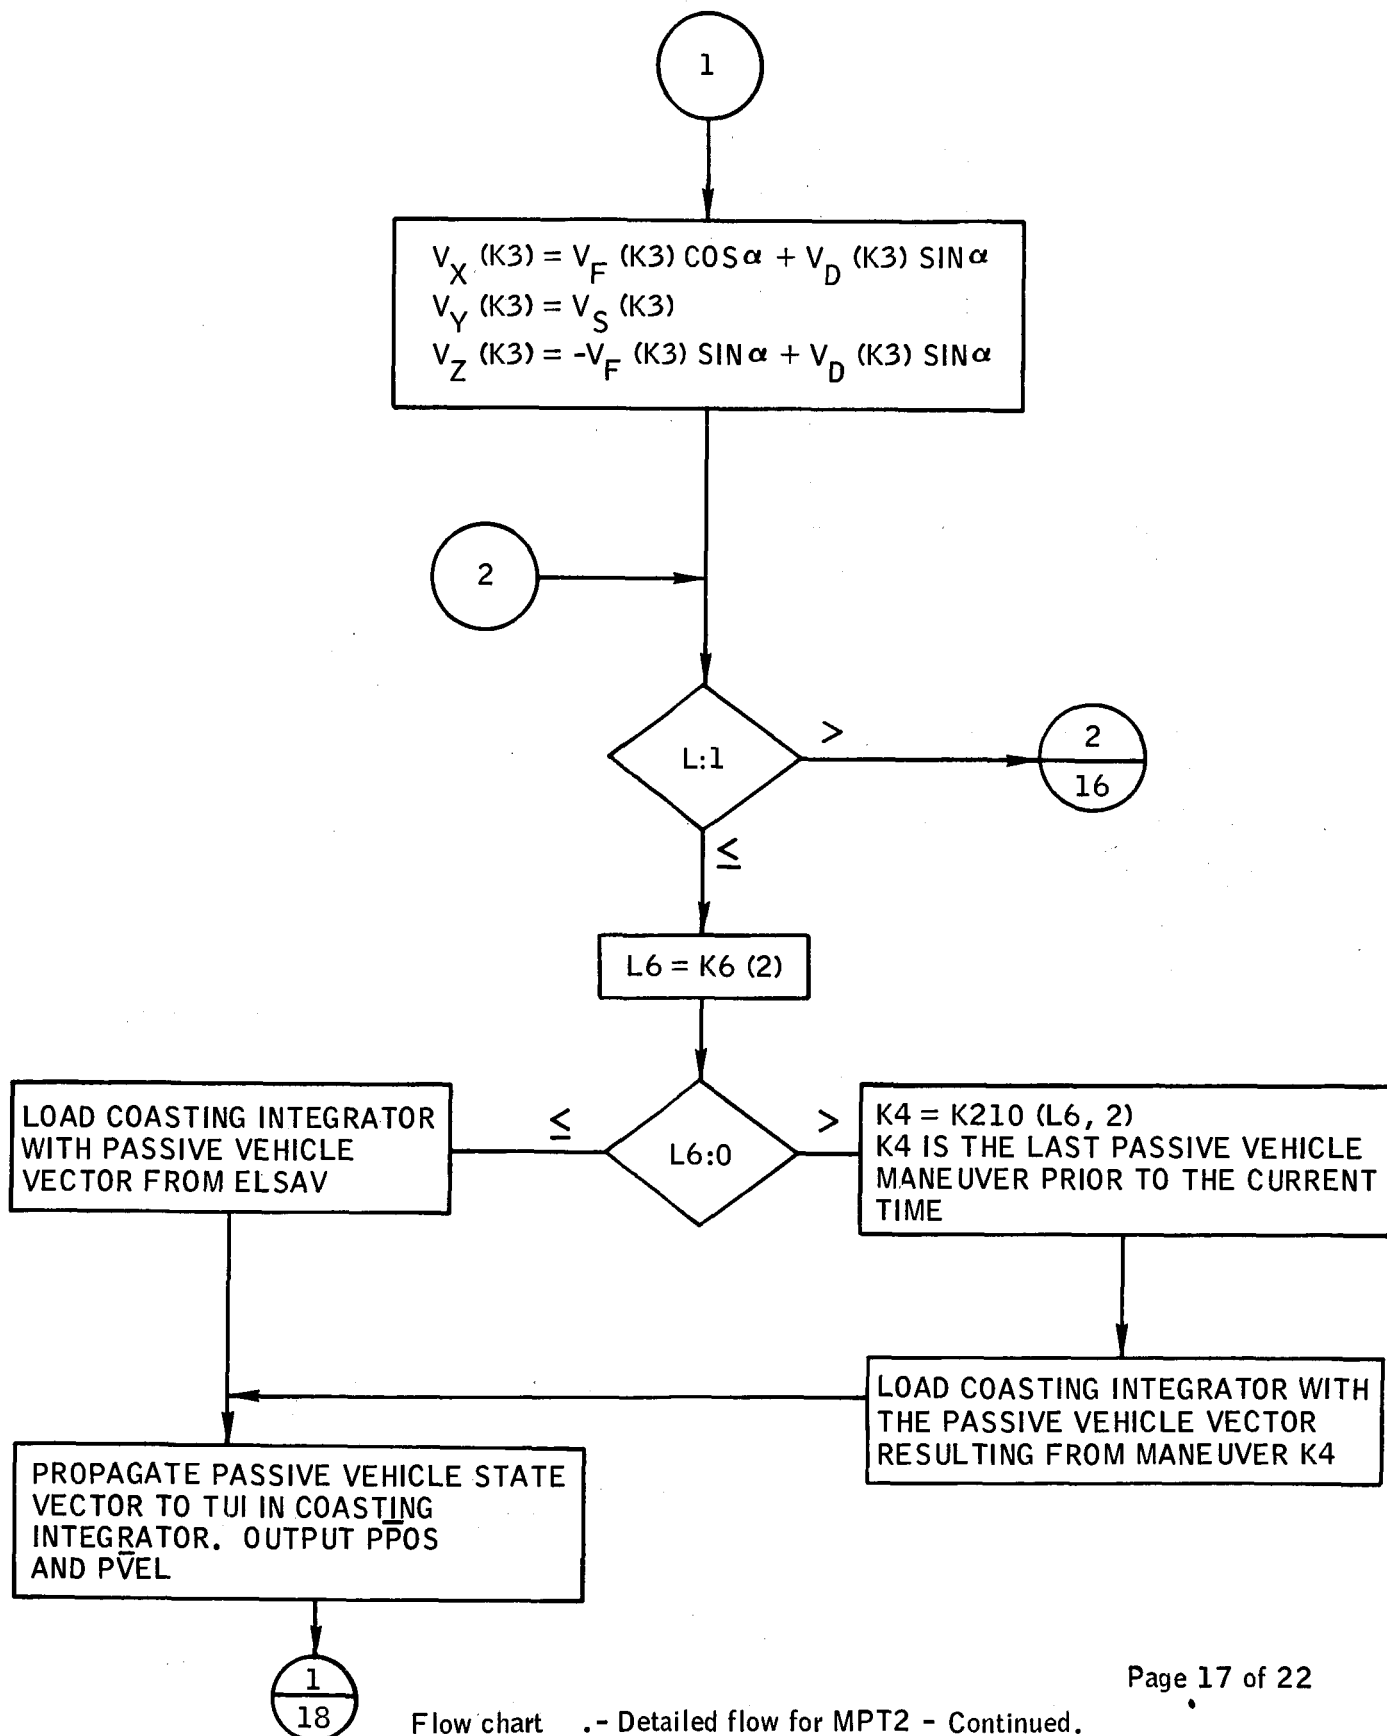 1
V_X (K3) = V_F (K3) COS α + V_D (K3) SIN α
V_Y (K3) = V_S (K3)
V_Z (K3) = -V_F (K3) SIN α + V_D (K3) SIN α
2
L:1
>
2
16
≤
L6 = K6 (2)
LOAD COASTING INTEGRATOR
WITH PASSIVE VEHICLE
VECTOR FROM ELSAV
≤
L6:0
>
K4 = K210 (L6, 2)
K4 IS THE LAST PASSIVE VEHICLE
MANEUVER PRIOR TO THE CURRENT
TIME
LOAD COASTING INTEGRATOR WITH
THE PASSIVE VEHICLE VECTOR
RESULTING FROM MANEUVER K4
PROPAGATE PASSIVE VEHICLE STATE
VECTOR TO TUI IN COASTING
INTEGRATOR. OUTPUT PP̅OS
AND PV̅EL
1
18
Page 17 of 22
Flow chart .- Detailed flow for MPT2 - Continued.